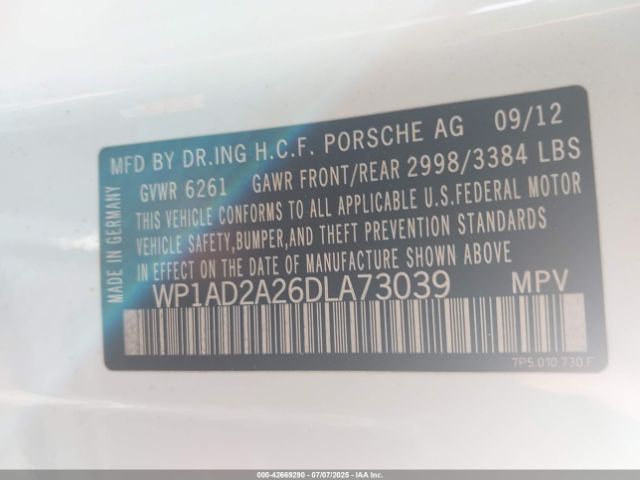 MFD BY DR.ING H.C.F. PORSCHE AG 09/12
GVWR 6261 GAWR FRONT/REAR 2998/3384 LBS
THIS VEHICLE CONFORMS TO ALL APPLICABLE U.S.FEDERAL MOTOR
VEHICLE SAFETY,BUMPER,AND THEFT PREVENTION STANDARDS
IN EFFECT ON THE DATE OF MANUFACTURE SHOWN ABOVE
WP1AD2A26DLA73039 MPV
7P5 010 730 F
MADE IN GERMANY
000-42669290 - 07/07/2025 - IAAI.COM